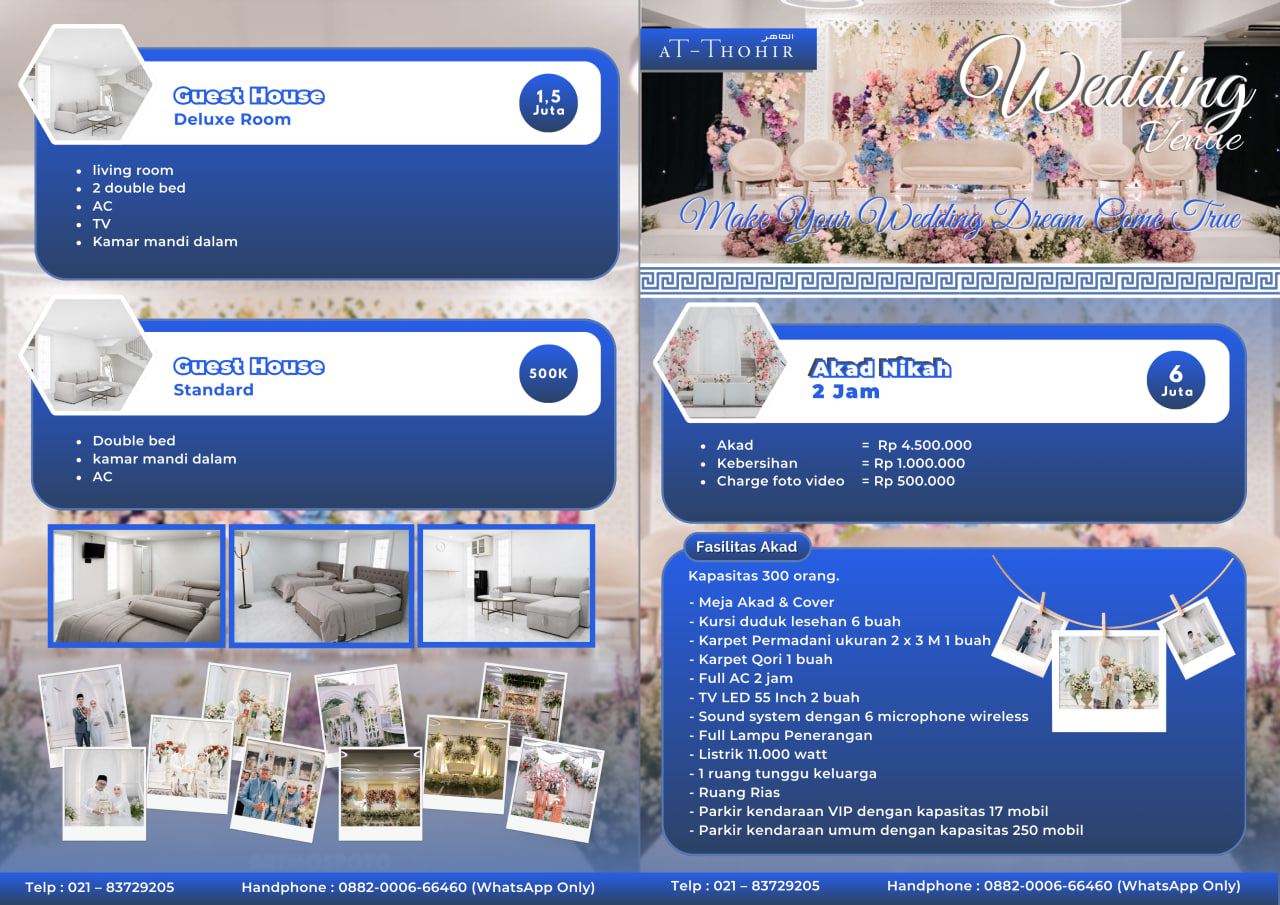 Guest House
Deluxe Room
1,5
Juta
• living room
• 2 double bed
• AC
• TV
• Kamar mandi dalam
Guest House
Standard
500K
• Double bed
• kamar mandi dalam
• AC
Telp : 021 – 83729205
Handphone : 0882-0006-66460 (WhatsApp Only)
الطاهر
AT-THOHIR
Wedding
Venue
Make Your Wedding Dream Come True
Akad Nikah
2 Jam
6
Juta
• Akad = Rp 4.500.000
• Kebersihan = Rp 1.000.000
• Charge foto video = Rp 500.000
Fasilitas Akad
Kapasitas 300 orang.
- Meja Akad & Cover
- Kursi duduk lesehan 6 buah
- Karpet Permadani ukuran 2 x 3 M 1 buah
- Karpet Qori 1 buah
- Full AC 2 jam
- TV LED 55 Inch 2 buah
- Sound system dengan 6 microphone wireless
- Full Lampu Penerangan
- Listrik 11.000 watt
- 1 ruang tunggu keluarga
- Ruang Rias
- Parkir kendaraan VIP dengan kapasitas 17 mobil
- Parkir kendaraan umum dengan kapasitas 250 mobil
Telp : 021 – 83729205
Handphone : 0882-0006-66460 (WhatsApp Only)